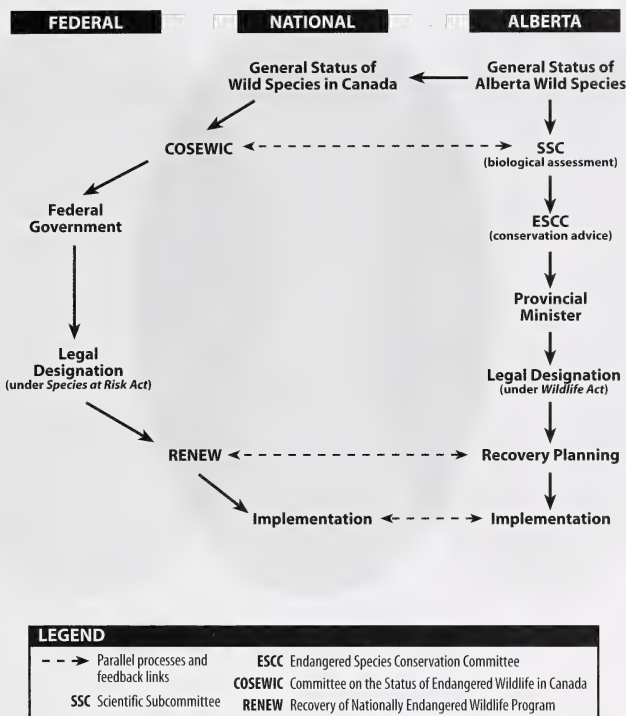 FEDERAL NATIONAL ALBERTA
General Status of
Wild Species in Canada
General Status of
Alberta Wild Species
COSEWIC
SSC
(biological assessment)
Federal
Government
ESCC
(conservation advice)
Provincial
Minister
Legal
Designation
(under Species at Risk Act)
Legal Designation
(under Wildlife Act)
RENEW
Recovery Planning
Implementation
Implementation
LEGEND
Parallel processes and
feedback links
SSC Scientific Subcommittee
ESCC Endangered Species Conservation Committee
COSEWIC Committee on the Status of Endangered Wildlife in Canada
RENEW Recovery of Nationally Endangered Wildlife Program